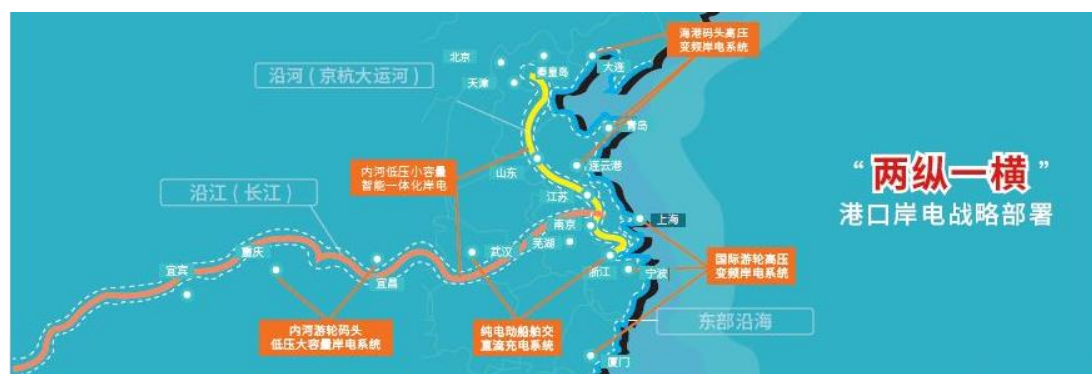 海港码头高压
变频岸电系统
北京
秦皇岛
大连
沿河（京杭大运河）
天津
青岛
连云港
内河低压小容量
智能一体化岸电
山东
“两纵一横”
港口岸电战略部署
沿江（长江）
江苏
上海
南京
武汉
芜湖
重庆
宜宾
宜昌
浙江
宁波
国际游轮高压
变频岸电系统
内河游轮码头
低压大容量岸电系统
纯电动船舶交
直流充电系统
东部沿海
厦门